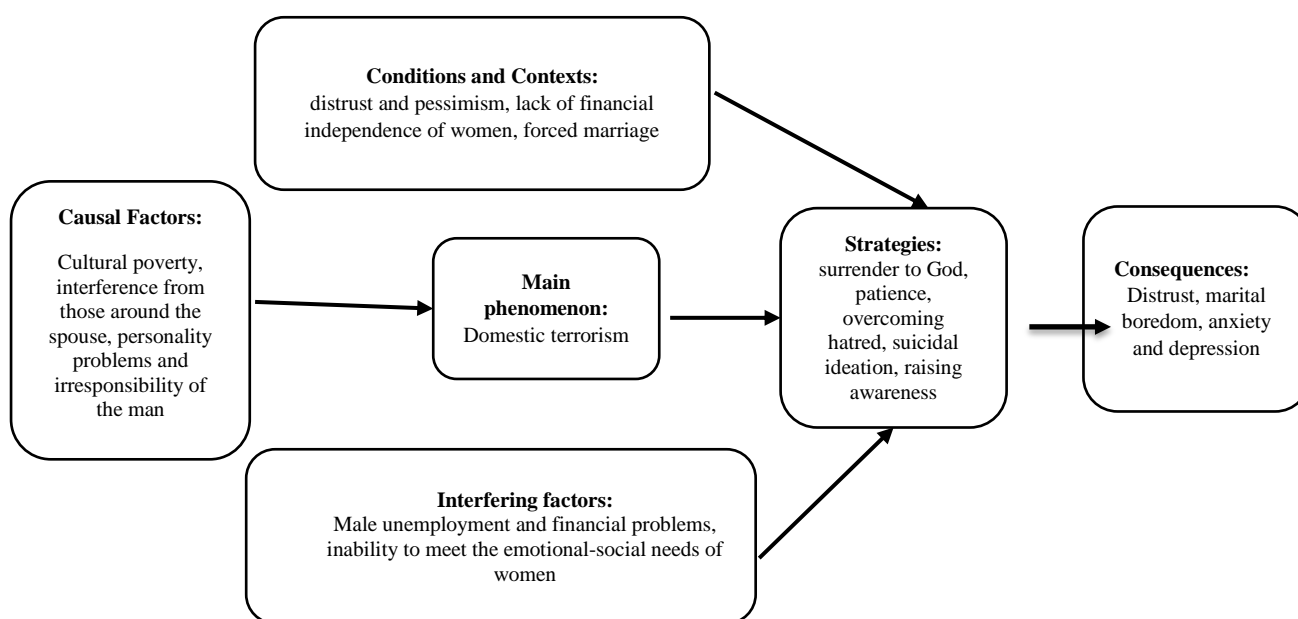 Conditions and Contexts:
distrust and pessimism, lack of financial
independence of women, forced marriage
Causal Factors:
Cultural poverty,
interference from
those around the
spouse, personality
problems and
irresponsibility of
the man
Main
phenomenon:
Domestic terrorism
Strategies:
surrender to God,
patience,
overcoming
hatred, suicidal
ideation, raising
awareness
Consequences:
Distrust, marital
boredom, anxiety
and depression
Interfering factors:
Male unemployment and financial problems,
inability to meet the emotional-social needs of
women